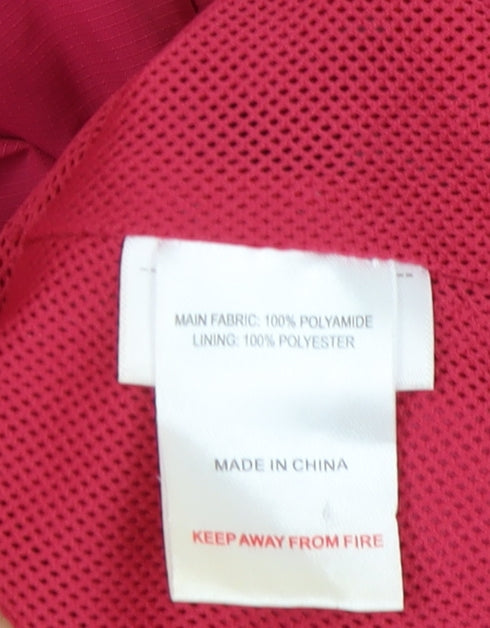 MAIN FABRIC: 100% POLYAMIDE
LINING: 100% POLYESTER
MADE IN CHINA
KEEP AWAY FROM FIRE